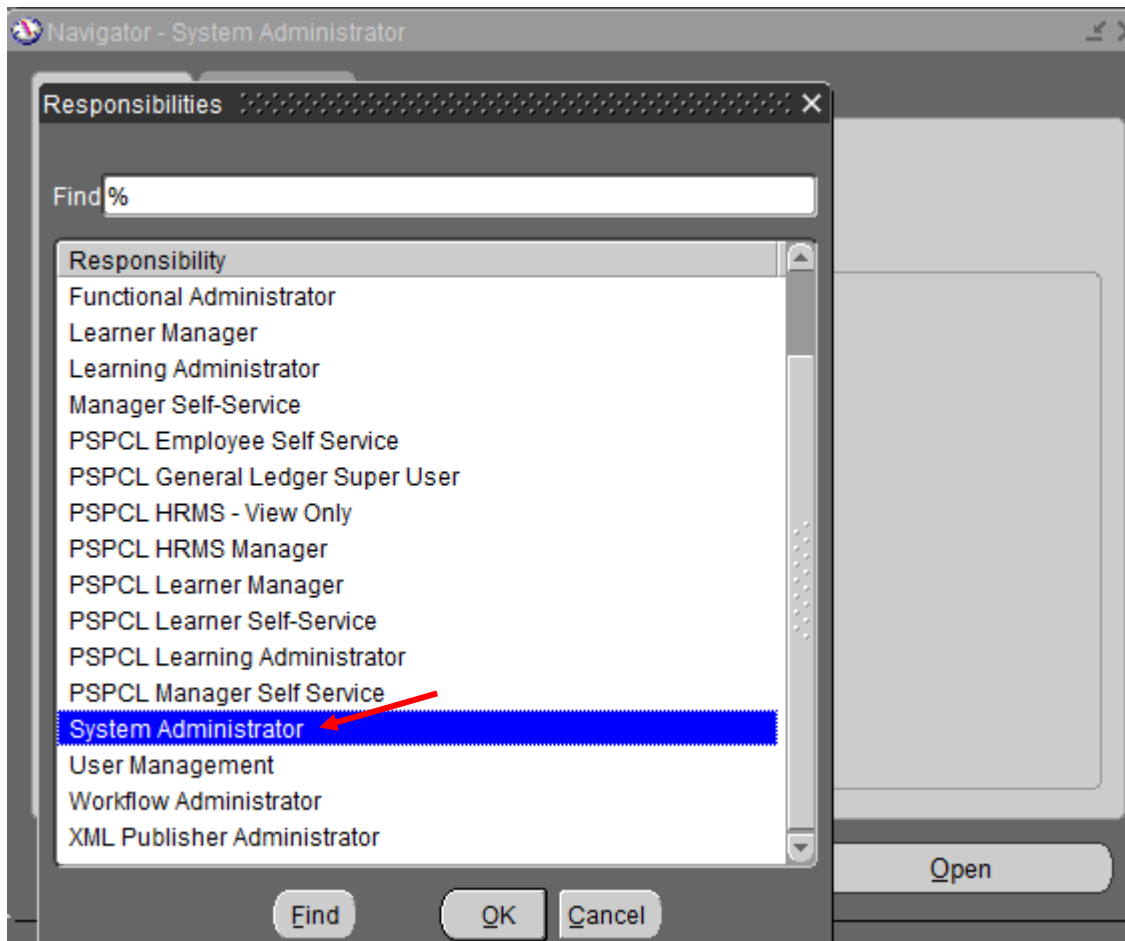 Navigator - System Administrator
Responsibilities
Find %
Responsibility
Functional Administrator
Learner Manager
Learning Administrator
Manager Self-Service
PSPCL Employee Self Service
PSPCL General Ledger Super User
PSPCL HRMS - View Only
PSPCL HRMS Manager
PSPCL Learner Manager
PSPCL Learner Self-Service
PSPCL Learning Administrator
PSPCL Manager Self Service
System Administrator
User Management
Workflow Administrator
XML Publisher Administrator
Open
Find OK Cancel